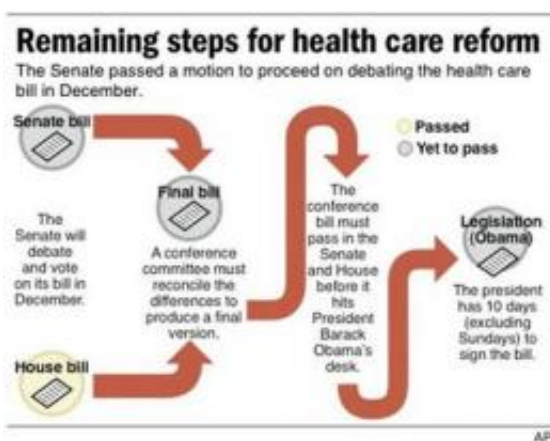 Remaining steps for health care reform
The Senate passed a motion to proceed on debating the health care
bill in December.
Senate bill
Passed
Yet to pass
Final bill
The
Senate will
debate
and vote
on its bill in
December.
A conference
committee must
reconcile the
differences to
produce a final
version.
The
conference
bill must
pass in the
Senate
and House
before it
hits
President
Barack
Obama's
desk.
Legislation
(Obama)
The president
has 10 days
(excluding
Sundays) to
sign the bill.
House bill
AP